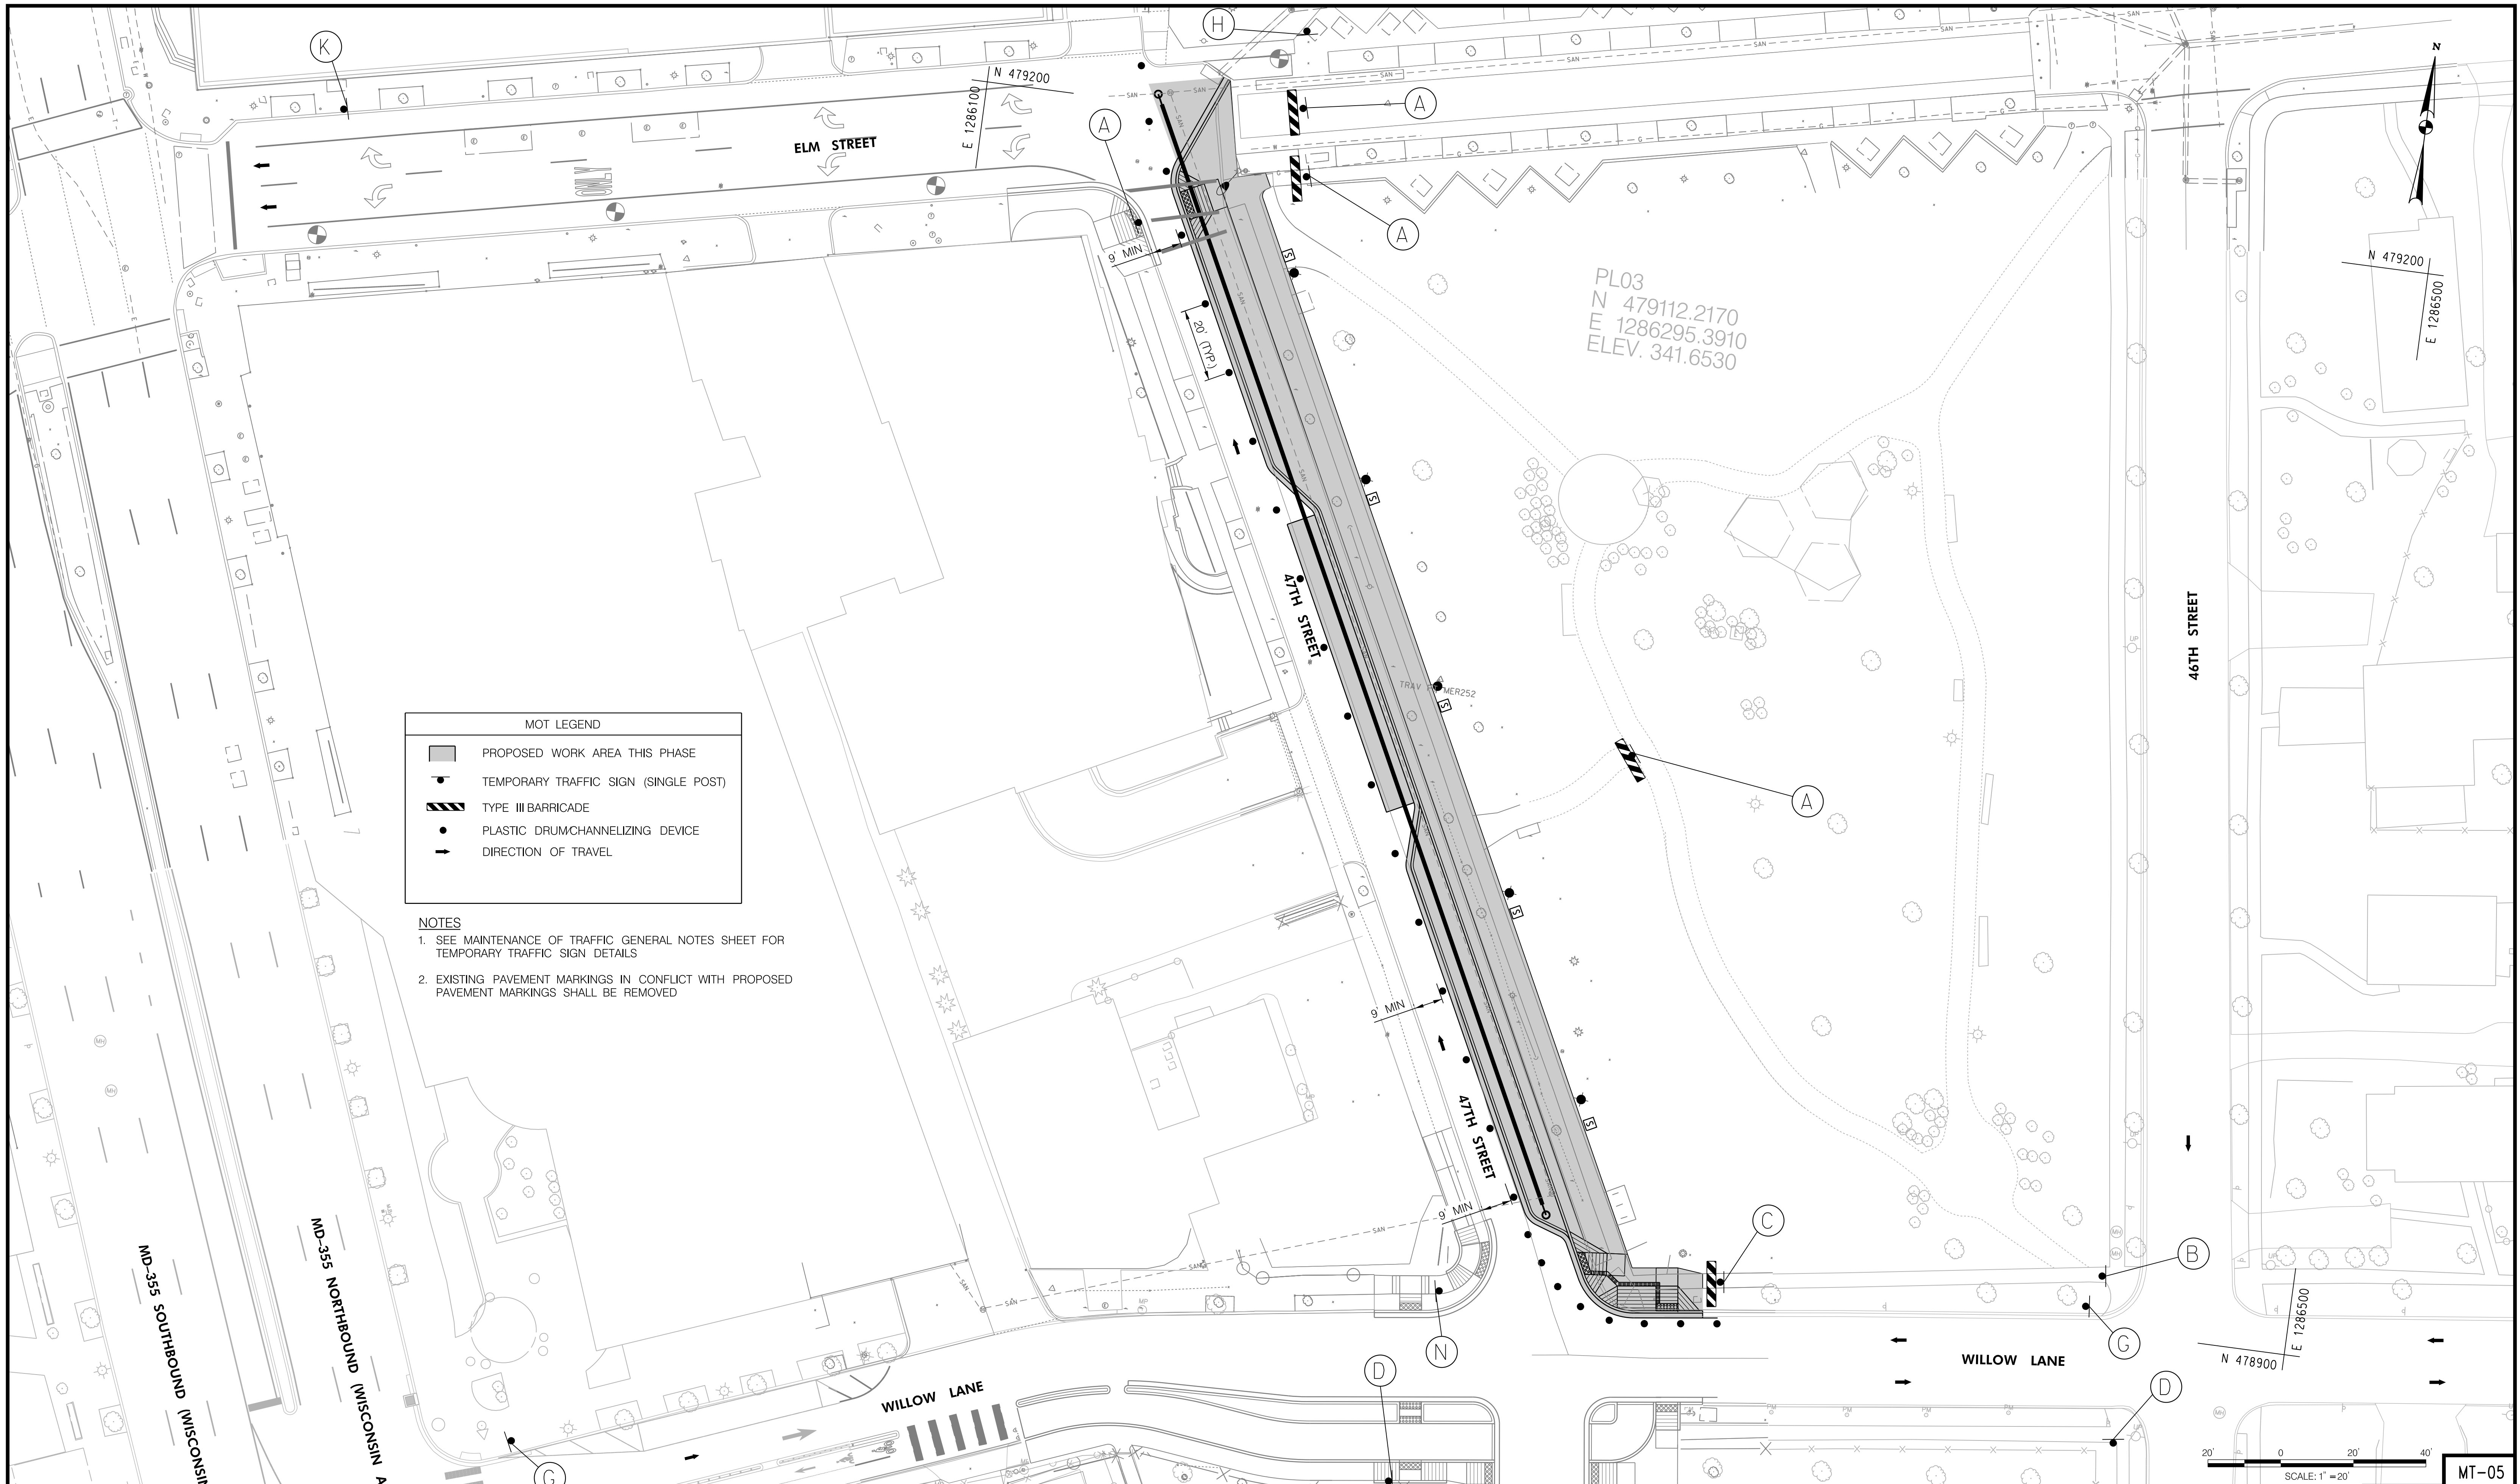 K
H
N 479200
E 1286100
ELM STREET
ONLY
A
A
A
N
N 479200
E 1286500
9' MIN
20' (TYP.)
PL03
N 479112.2170
E 1286295.3910
ELEV. 341.6530
47TH STREET
46TH STREET
TRAV
MER252
A
MOT LEGEND
PROPOSED WORK AREA THIS PHASE
TEMPORARY TRAFFIC SIGN (SINGLE POST)
TYPE III BARRICADE
PLASTIC DRUM/CHANNELIZING DEVICE
DIRECTION OF TRAVEL
NOTES
1. SEE MAINTENANCE OF TRAFFIC GENERAL NOTES SHEET FOR
TEMPORARY TRAFFIC SIGN DETAILS
2. EXISTING PAVEMENT MARKINGS IN CONFLICT WITH PROPOSED
PAVEMENT MARKINGS SHALL BE REMOVED
9' MIN
47TH STREET
9' MIN
C
B
G
N
D
D
G
MD-355 SOUTHBOUND (WISCONSIN
MD-355 NORTHBOUND (WISCONSIN A
WILLOW LANE
WILLOW LANE
N 478900
E 1286500
20' 0 20' 40'
SCALE: 1" = 20'
MT-05